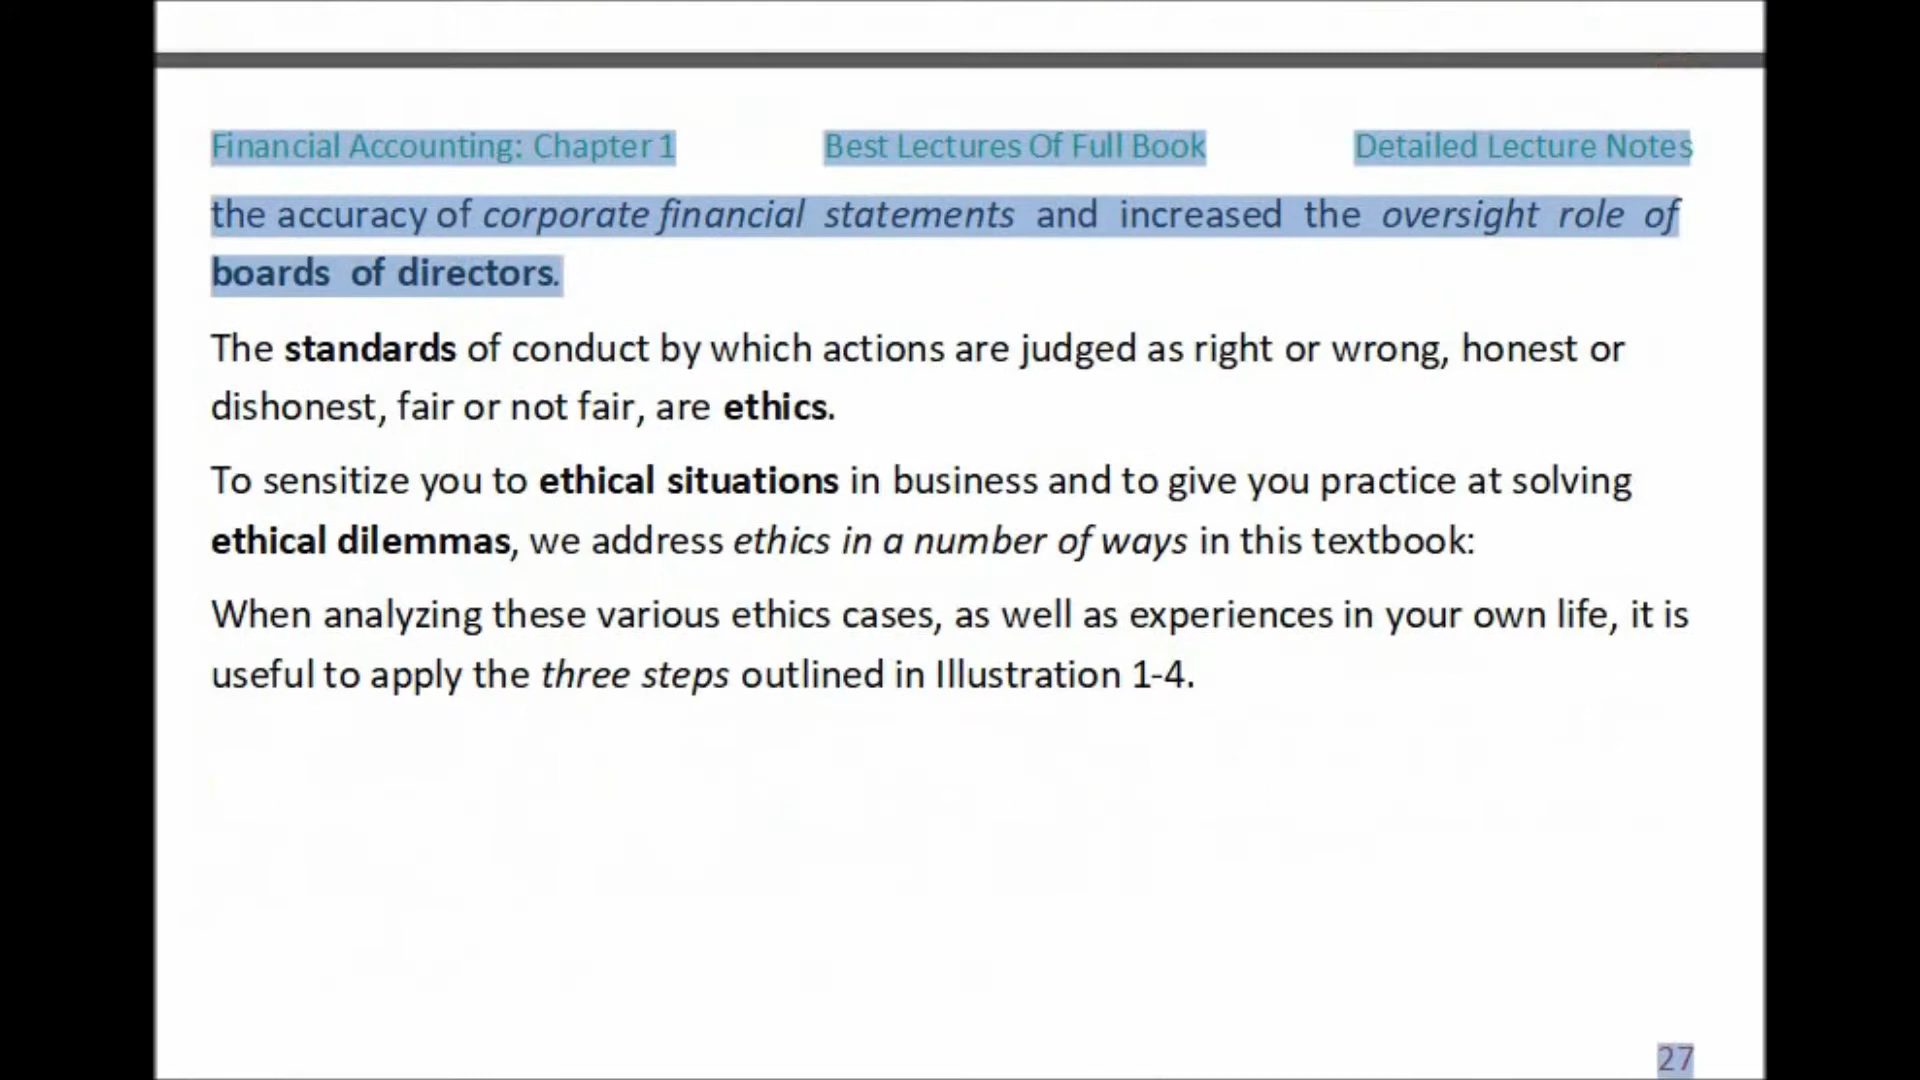 Financial Accounting: Chapter 1 Best Lectures Of Full Book Detailed Lecture Notes
the accuracy of corporate financial statements and increased the oversight role of
boards of directors.
The standards of conduct by which actions are judged as right or wrong, honest or
dishonest, fair or not fair, are ethics.
To sensitize you to ethical situations in business and to give you practice at solving
ethical dilemmas, we address ethics in a number of ways in this textbook:
When analyzing these various ethics cases, as well as experiences in your own life, it is
useful to apply the three steps outlined in Illustration 1-4.
27